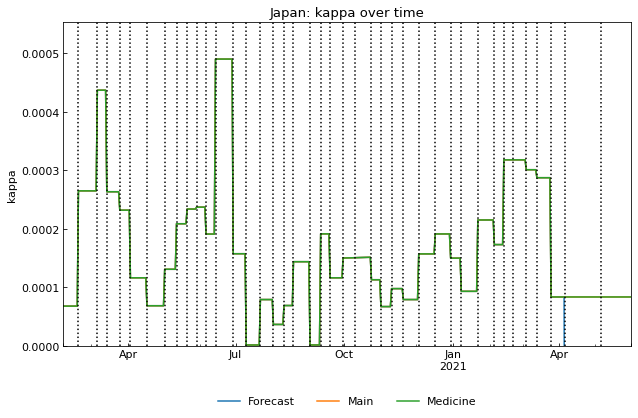 Japan: kappa over time
kappa
0.0005
0.0004
0.0003
0.0002
0.0001
0.0000
Apr
Jul
Oct
Jan
2021
Apr
Forecast
Main
Medicine